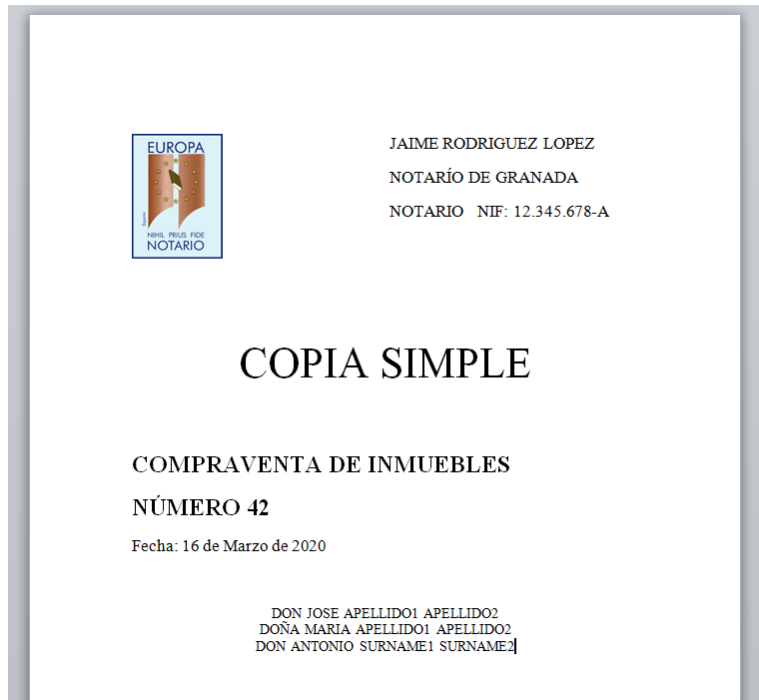 EUROPA
España
NIHIL PRIUS FIDE
NOTARIO
JAIME RODRIGUEZ LOPEZ
NOTARÍO DE GRANADA
NOTARIO NIF: 12.345.678-A
COPIA SIMPLE
COMPRAVENTA DE INMUEBLES
NÚMERO 42
Fecha: 16 de Marzo de 2020
DON JOSE APELLIDO1 APELLIDO2
DOÑA MARIA APELLIDO1 APELLIDO2
DON ANTONIO SURNAME1 SURNAME2